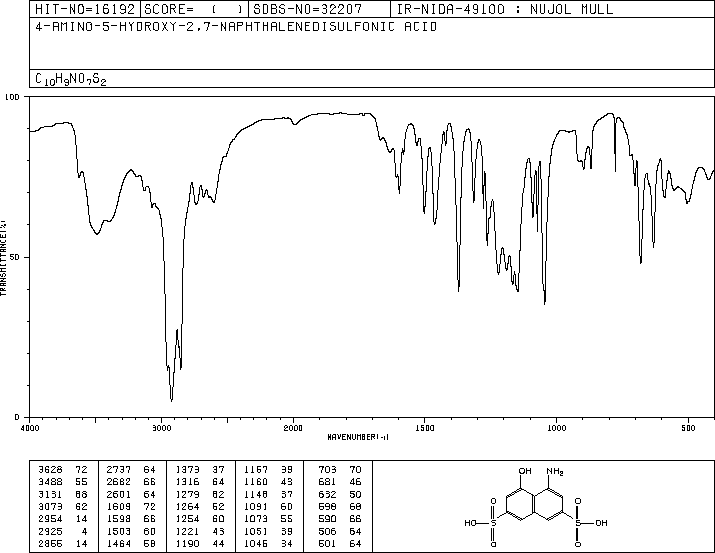 HIT-NO=16192 SCORE= ( ) SDBS-NO=32207 IR-NIDA-49100 : NUJOL MULL
4-AMINO-5-HYDROXY-2,7-NAPHTHALENEDISULFONIC ACID
C10H9NO7S2
100
50
0
TRANSMITTANCE(%)
4000 3000 2000 1500 1000 500
WAVENUMBER(-1)
3628 72 2737 64 1373 37 1167 39 703 70
3488 55 2682 66 1316 64 1160 43 681 46
3131 68 2601 64 1279 62 1148 37 632 50
3073 62 1609 72 1264 52 1091 60 598 68
2954 14 1598 66 1254 60 1073 55 590 66
2925 4 1503 60 1221 43 1051 39 506 64
2855 14 1464 58 1190 44 1046 34 501 64
OH NH2
O O
HO S S OH
O O